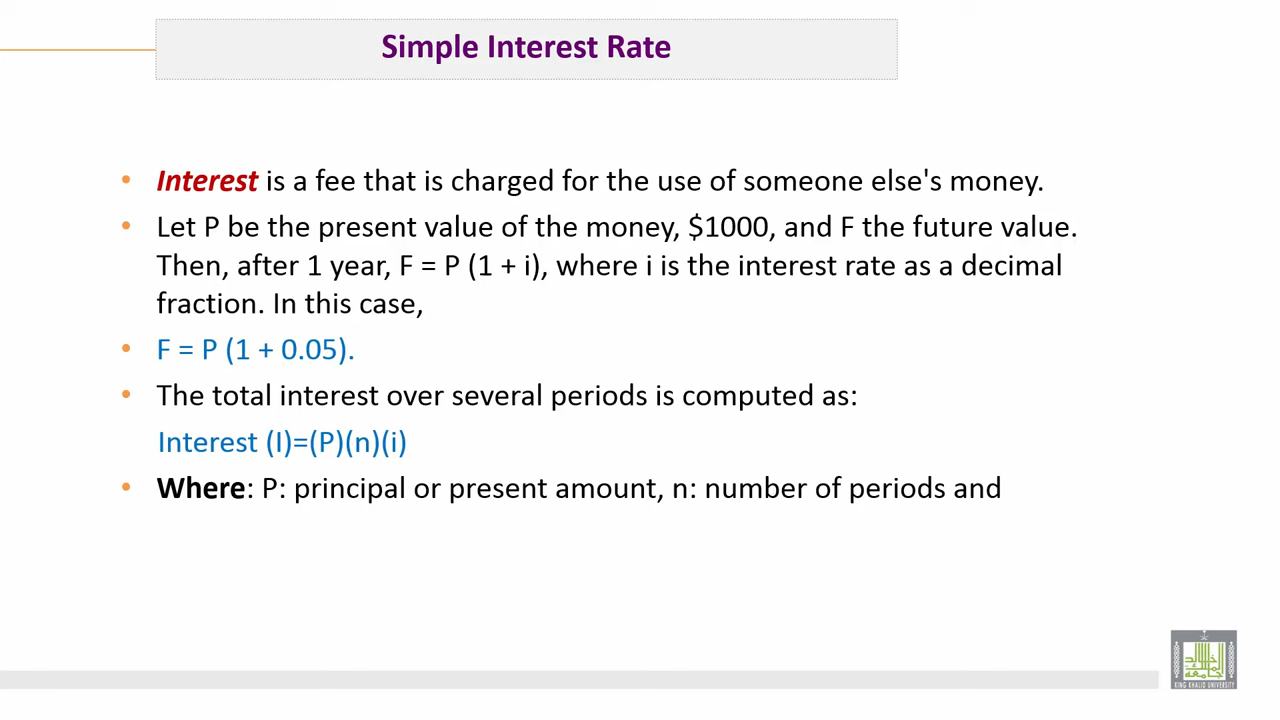 Simple Interest Rate
• Interest is a fee that is charged for the use of someone else's money.
• Let P be the present value of the money, $1000, and F the future value.
Then, after 1 year, F = P (1 + i), where i is the interest rate as a decimal
fraction. In this case,
• F = P (1 + 0.05).
• The total interest over several periods is computed as:
Interest (I)=(P)(n)(i)
• Where: P: principal or present amount, n: number of periods and
KING KHALID UNIVERSITY